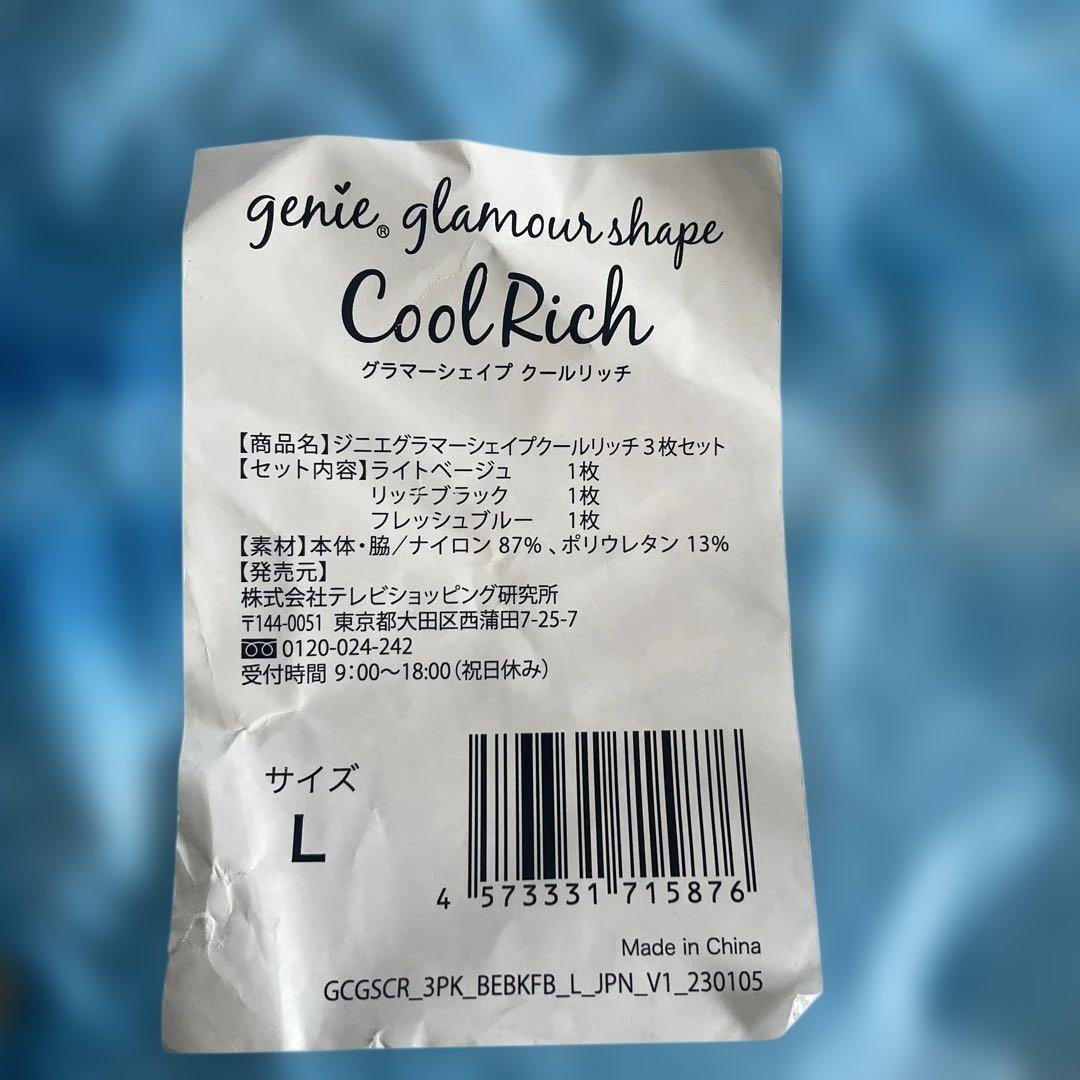 genie® glamour shape
Cool Rich
グラマーシェイプ クールリッチ
【商品名】ジニエグラマーシェイプクールリッチ3枚セット
【セット内容】ライトベージュ 1枚
リッチブラック 1枚
フレッシュブルー 1枚
【素材】本体・脇/ナイロン 87%、ポリウレタン 13%
【発売元】
株式会社テレビショッピング研究所
〒144-0051 東京都大田区西蒲田7-25-7
0120-024-242
受付時間 9:00〜18:00(祝日休み)
サイズ
L
4 573331 715876
Made in China
GCGSCR_3PK_BEBKFB_L_JPN_V1_230105